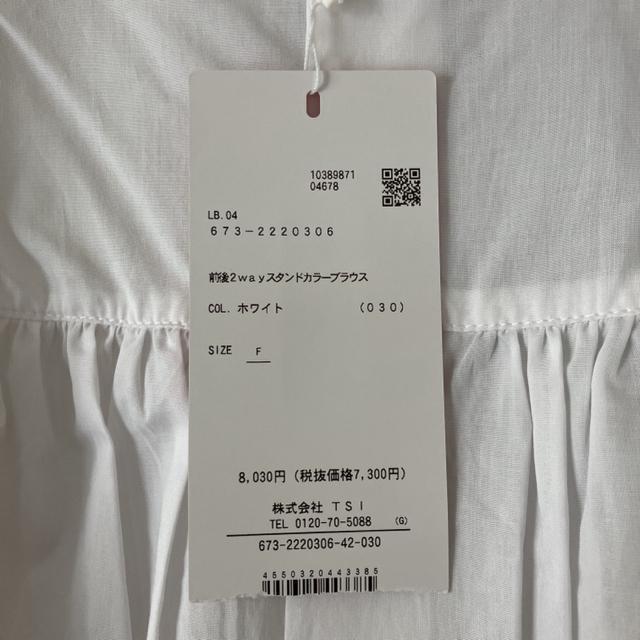 10389871
04678
LB.04
673-2220306
前後2wayスタンドカラーブラウス
COL. ホワイト (030)
SIZE F
8,030円 (税抜価格7,300円)
株式会社 TSI
TEL 0120-70-5088 (G)
673-2220306-42-030
4550320443385